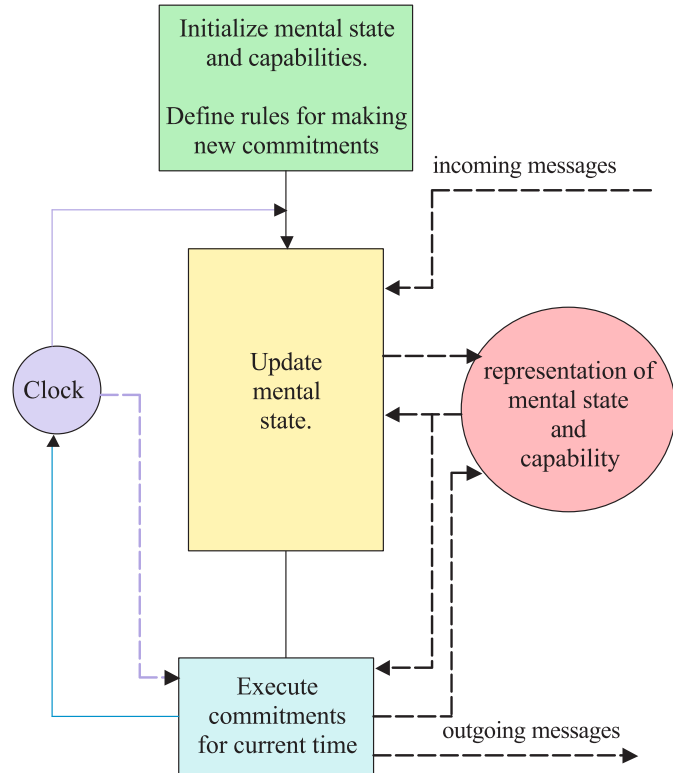 Initialize mental state
and capabilities.
Define rules for making
new commitments
incoming messages
Update
mental
state.
Clock
representation of
mental state
and
capability
Execute
commitments
for current time
outgoing messages